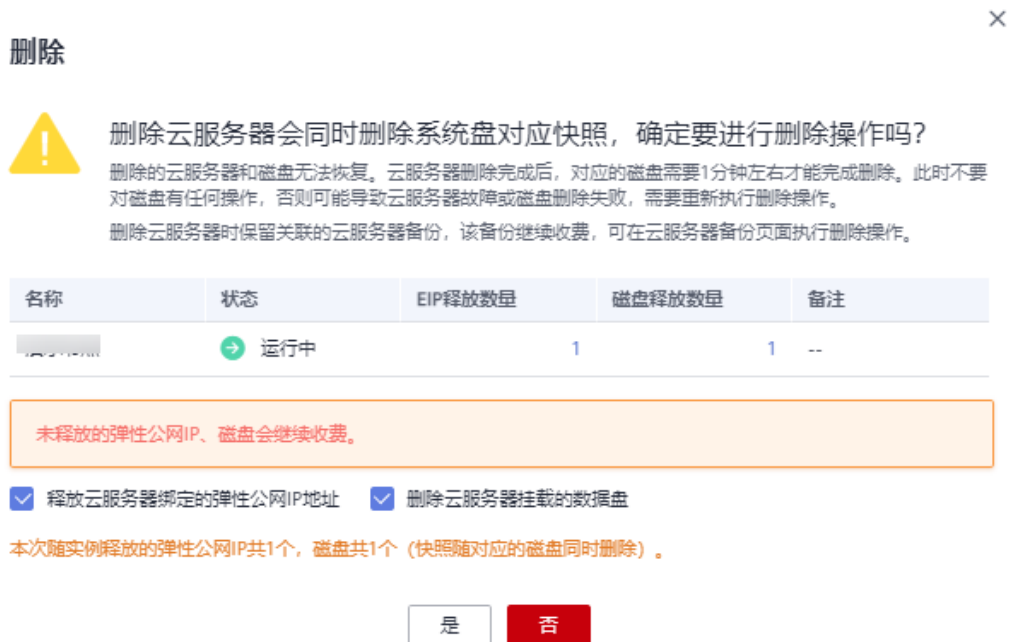 删除
删除云服务器会同时删除系统盘对应快照，确定要进行删除操作吗？
删除的云服务器和磁盘无法恢复。云服务器删除完成后，对应的磁盘需要1分钟左右才能完成删除。此时不要
对磁盘有任何操作，否则可能导致云服务器故障或磁盘删除失败，需要重新执行删除操作。
删除云服务器时保留关联的云服务器备份，该备份继续收费，可在云服务器备份页面执行删除操作。
名称 状态 EIP释放数量 磁盘释放数量 备注
运行中 1 1 --
未释放的弹性公网IP、磁盘会继续收费。
释放云服务器绑定的弹性公网IP地址 删除云服务器挂载的数据盘
本次随实例释放的弹性公网IP共1个，磁盘共1个（快照随对应的磁盘同时删除）。
是 否